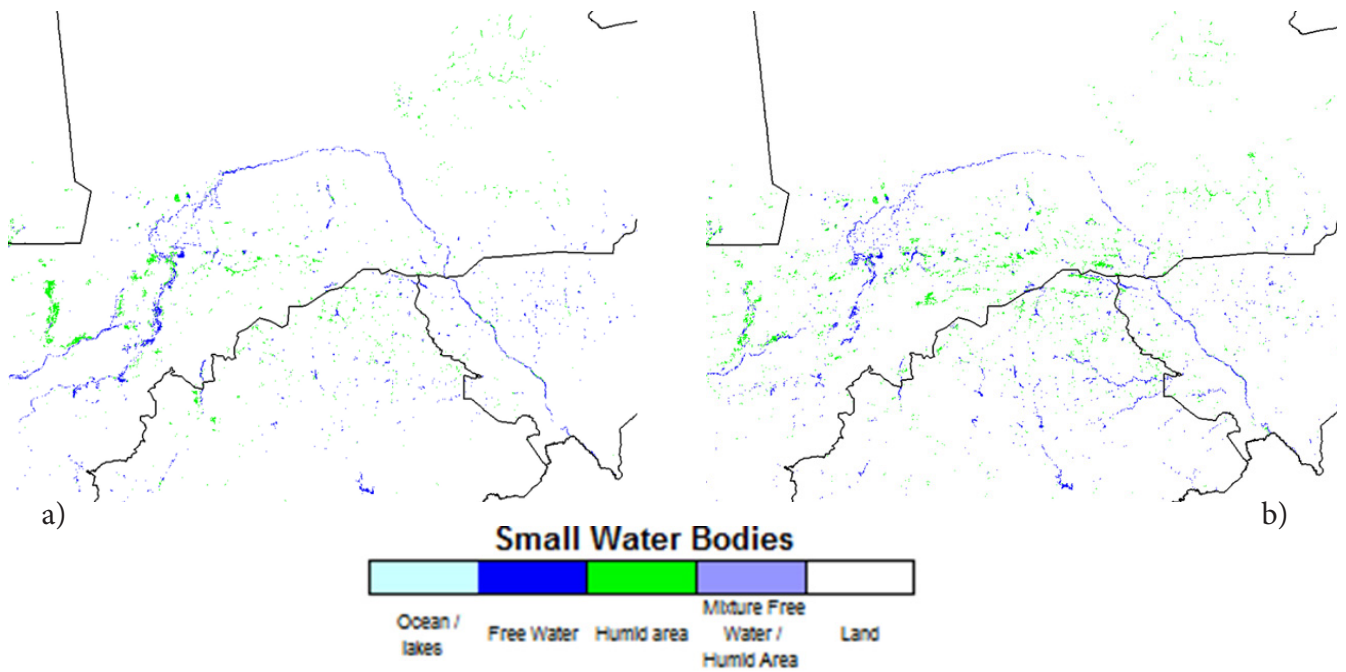 a)
b)
Small Water Bodies
Ocean /
lakes
Free Water
Humid area
Mixture Free
Water /
Humid Area
Land